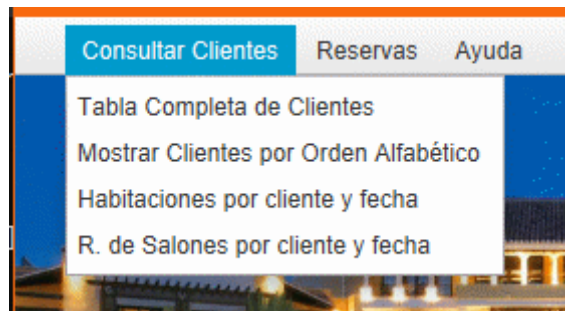 Consultar Clientes Reservas Ayuda
Tabla Completa de Clientes
Mostrar Clientes por Orden Alfabético
Habitaciones por cliente y fecha
R. de Salones por cliente y fecha